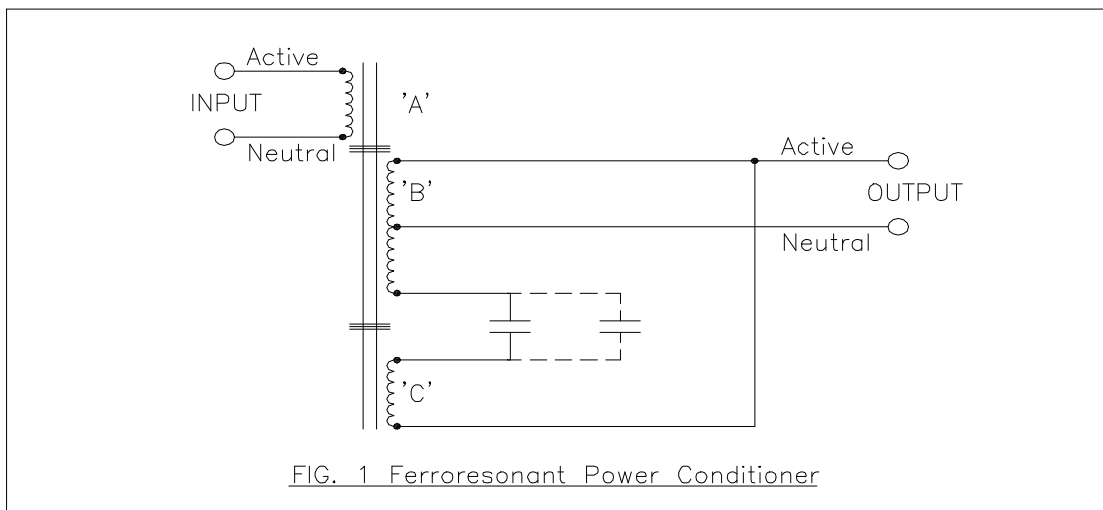 Active
INPUT
Neutral
'A'
'B'
Active
OUTPUT
Neutral
'C'
FIG. 1 Ferroresonant Power Conditioner